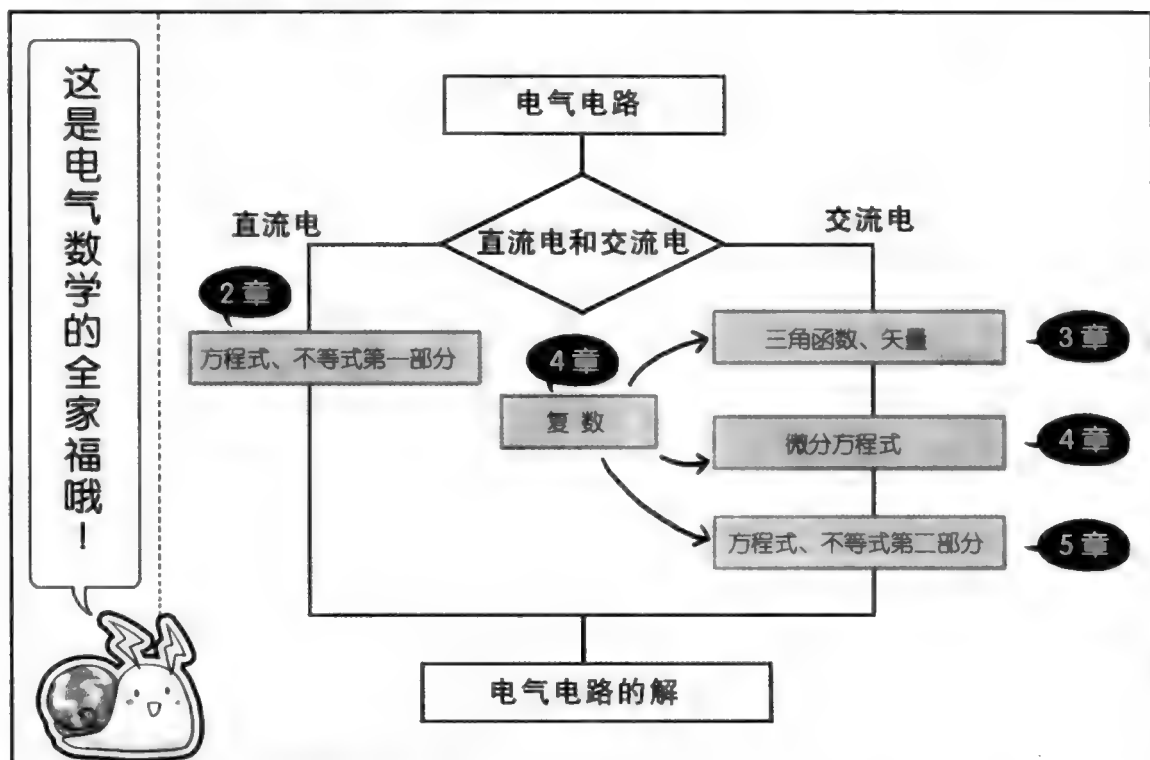 这是电气数学的全家福哦！
电气电路
直流电和交流电
直流电
交流电
2章
方程式、不等式第一部分
4章
复数
三角函数、矢量
3章
微分方程式
4章
方程式、不等式第二部分
5章
电气电路的解